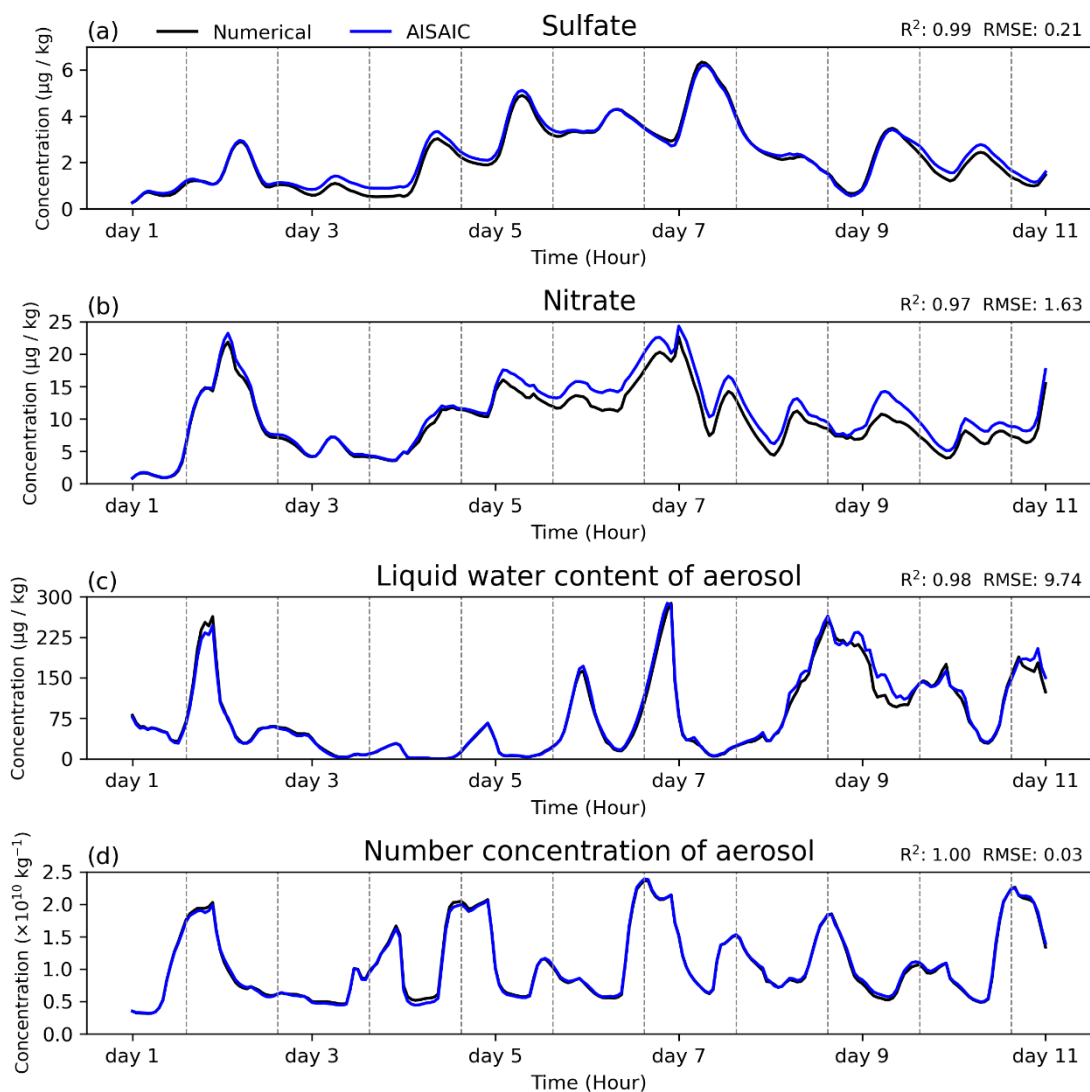 (a) Numerical AISAIC Sulfate R²: 0.99 RMSE: 0.21
Concentration (µg / kg)
6
4
2
0
day 1 day 3 day 5 day 7 day 9 day 11
Time (Hour)
(b) Nitrate R²: 0.97 RMSE: 1.63
Concentration (µg / kg)
25
20
15
10
5
0
day 1 day 3 day 5 day 7 day 9 day 11
Time (Hour)
(c) Liquid water content of aerosol R²: 0.98 RMSE: 9.74
Concentration (µg / kg)
300
225
150
75
0
day 1 day 3 day 5 day 7 day 9 day 11
Time (Hour)
(d) Number concentration of aerosol R²: 1.00 RMSE: 0.03
Concentration (×10¹⁰ kg⁻¹)
2.5
2.0
1.5
1.0
0.5
0.0
day 1 day 3 day 5 day 7 day 9 day 11
Time (Hour)